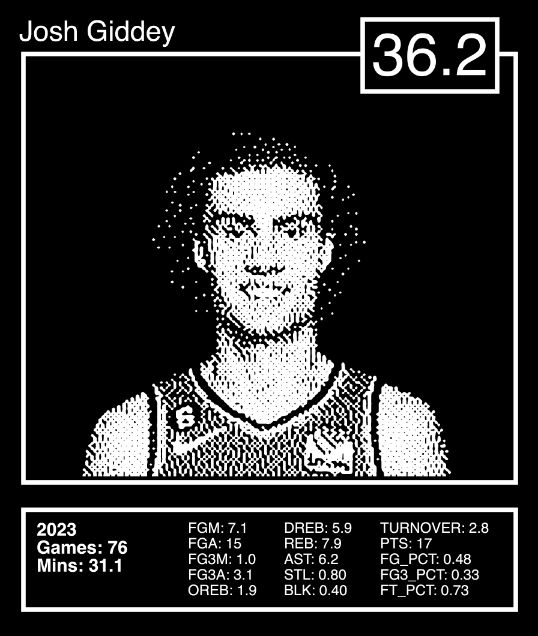 Josh Giddey
36.2
6
2023
Games: 76
Mins: 31.1
FGM: 7.1
FGA: 15
FG3M: 1.0
FG3A: 3.1
OREB: 1.9
DREB: 5.9
REB: 7.9
AST: 6.2
STL: 0.80
BLK: 0.40
TURNOVER: 2.8
PTS: 17
FG_PCT: 0.48
FG3_PCT: 0.33
FT_PCT: 0.73